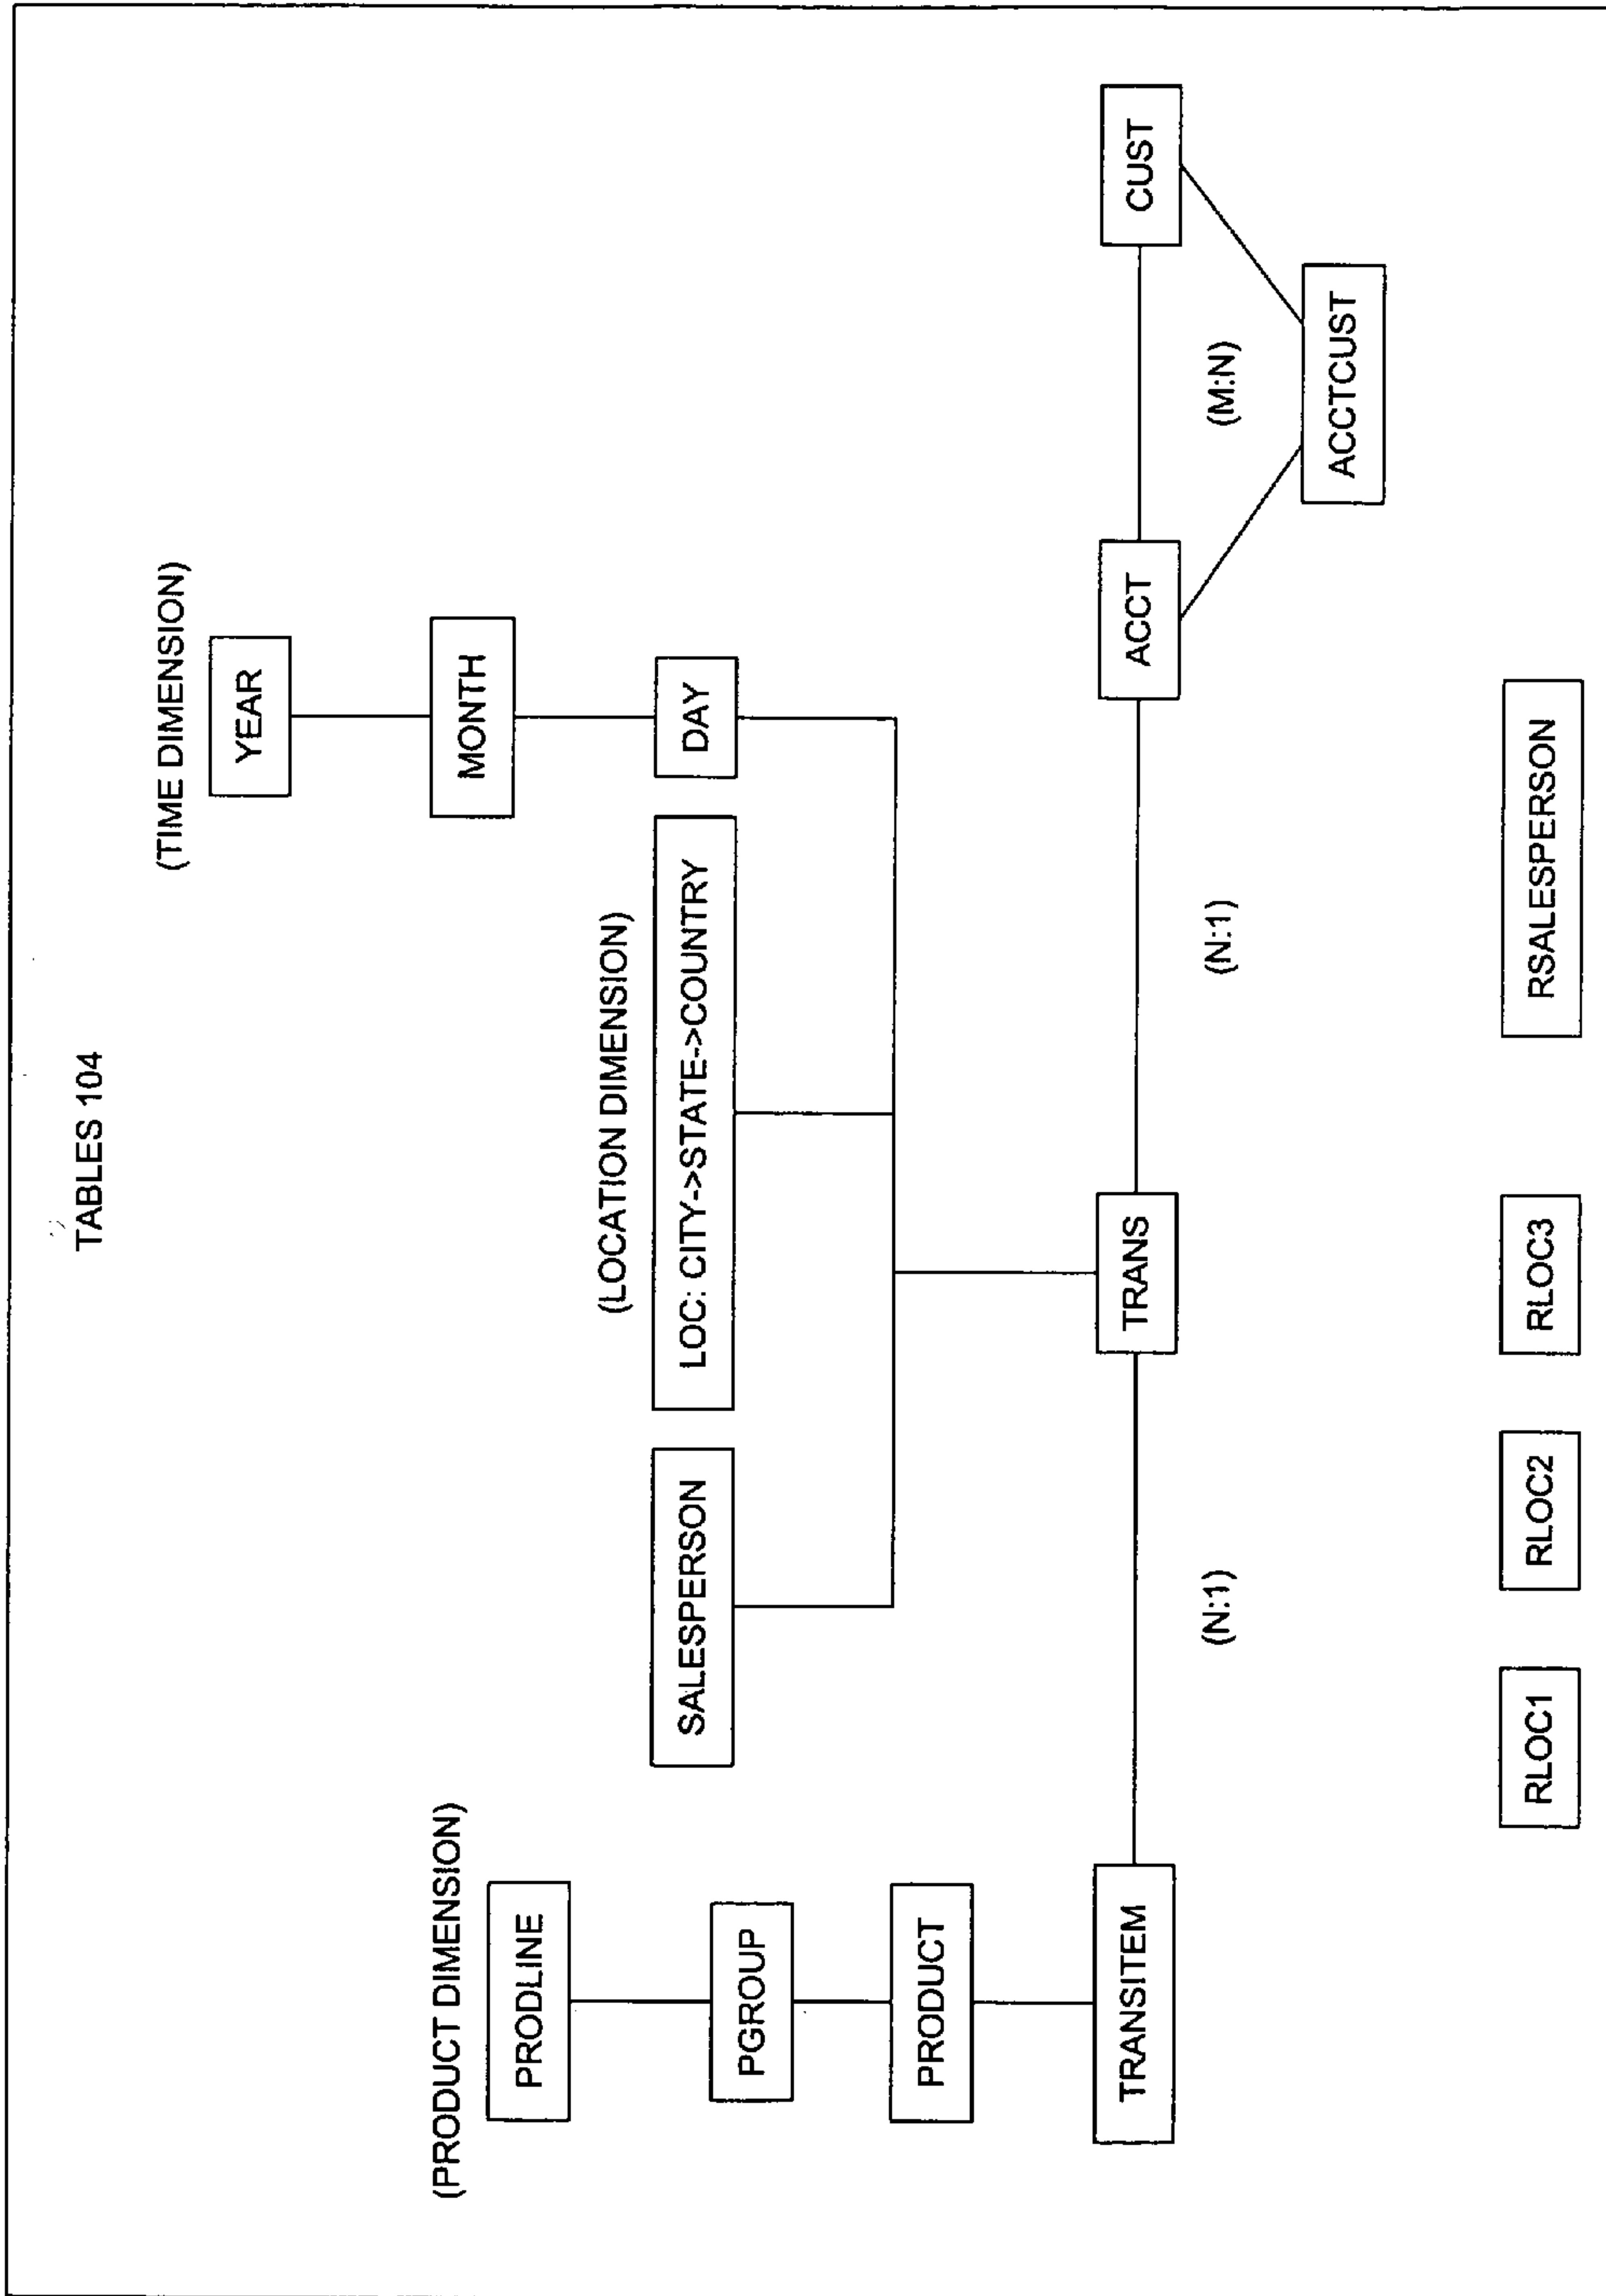 TABLES 104
(TIME DIMENSION)
YEAR
(PRODUCT DIMENSION)
PRODLINE
MONTH
(LOCATION DIMENSION)
PGROUP
SALESPERSON
LOC: CITY->STATE->COUNTRY
DAY
PRODUCT
TRANSITEM
TRANS
ACCT
CUST
(N:1)
(N:1)
(M:N)
ACCTCUST
RLOC1
RLOC2
RLOC3
RSALESPERSON